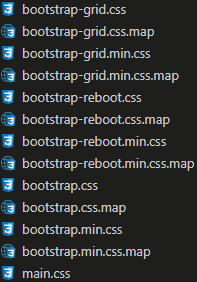 bootstrap-grid.css
bootstrap-grid.css.map
bootstrap-grid.min.css
bootstrap-grid.min.css.map
bootstrap-reboot.css
bootstrap-reboot.css.map
bootstrap-reboot.min.css
bootstrap-reboot.min.css.map
bootstrap.css
bootstrap.css.map
bootstrap.min.css
bootstrap.min.css.map
main.css